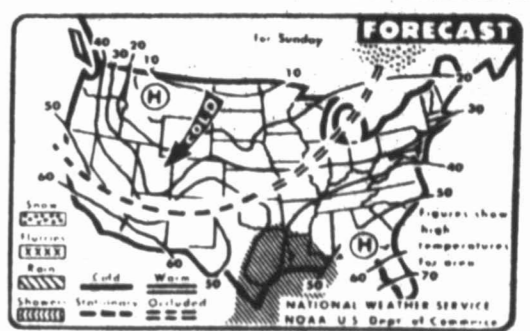 FORECAST
for Sunday
40 30 20
10
10
20
H
COLD
50
30
60
40
50
Snow
Flurries
Rain
Showers
Figures show
high
temperatures
for area
H
60
50
50
60
70
Cold
Warm
Stationary
Occluded
NATIONAL WEATHER SERVICE
NOAA U S Dept of Commerce